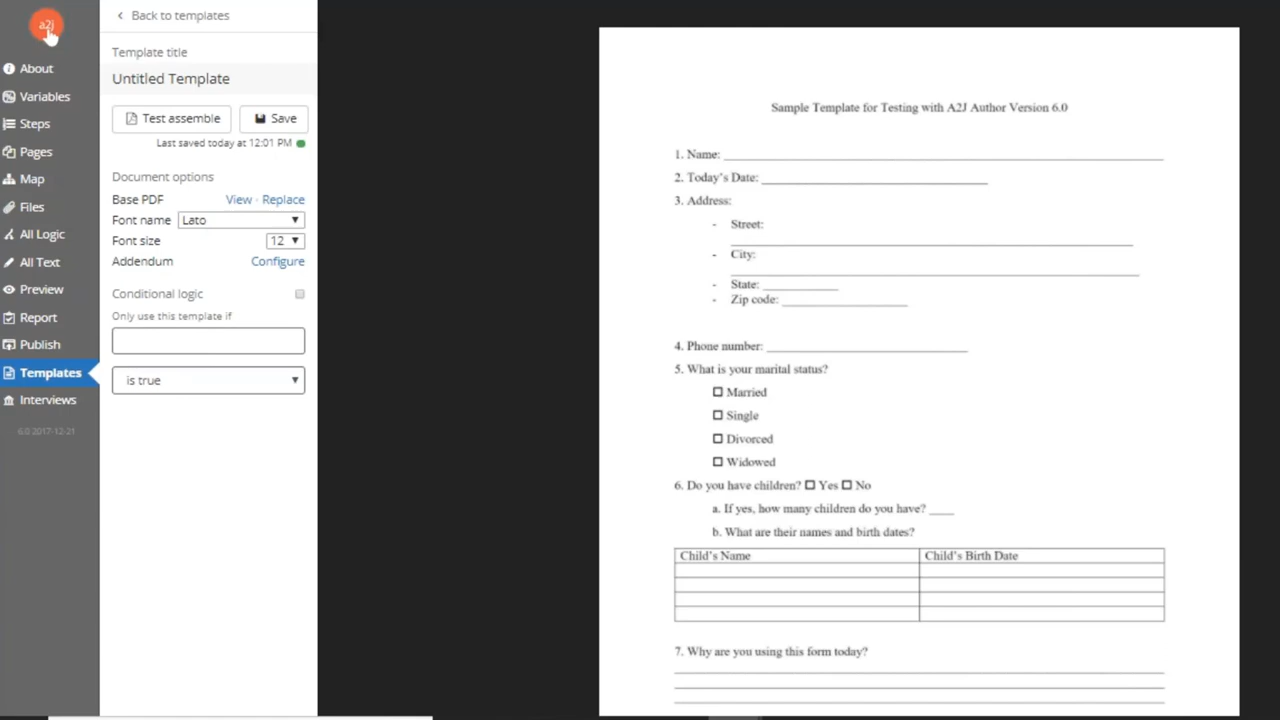 a2j
About
Variables
Steps
Pages
Map
Files
All Logic
All Text
Preview
Report
Publish
Templates
Interviews
6.0 2017-12-21
Back to templates
Template title
Untitled Template
Test assemble
Save
Last saved today at 12:01 PM
Document options
Base PDF View · Replace
Font name Lato
Font size 12
Addendum Configure
Conditional logic
Only use this template if
is true
Sample Template for Testing with A2J Author Version 6.0
1. Name:
2. Today's Date:
3. Address:
- Street:
- City:
- State:
- Zip code:
4. Phone number:
5. What is your marital status?
Married
Single
Divorced
Widowed
6. Do you have children? Yes No
a. If yes, how many children do you have?
b. What are their names and birth dates?
Child's Name Child's Birth Date
7. Why are you using this form today?